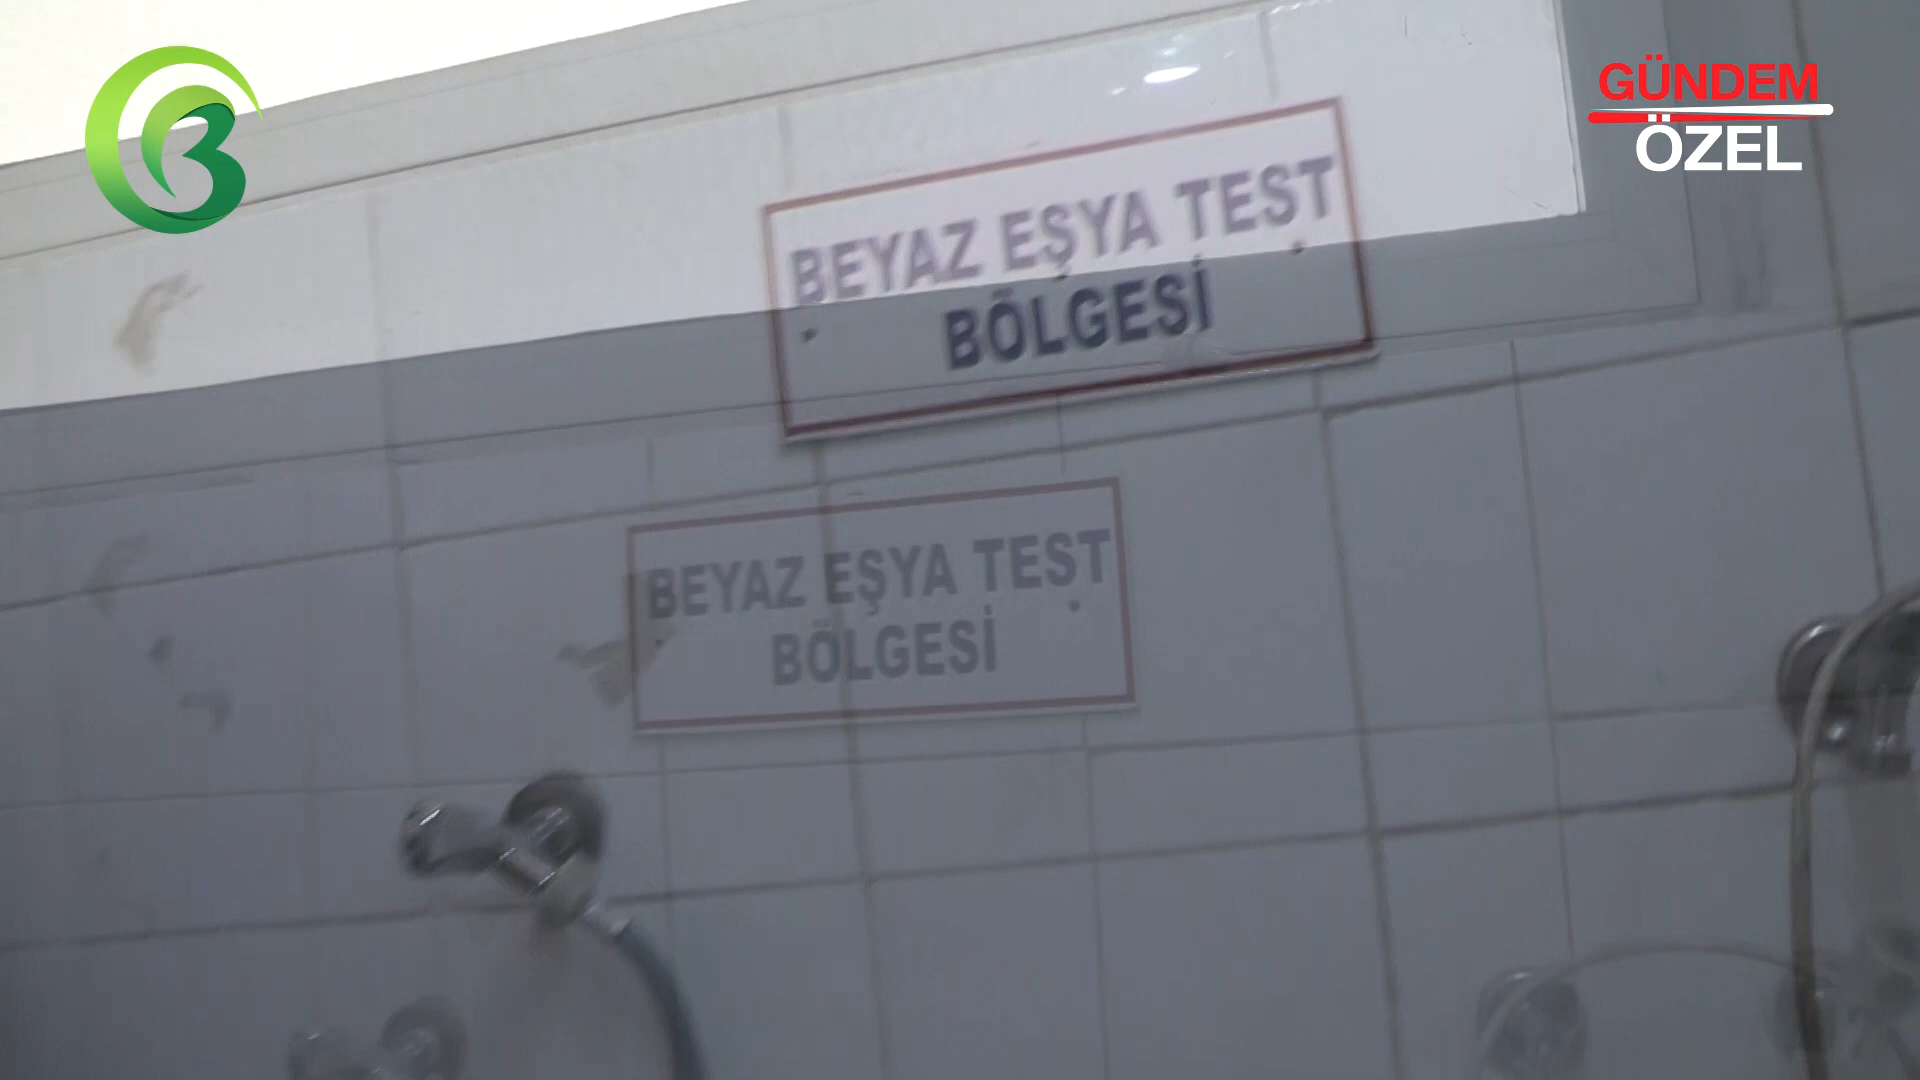 GÜNDEM
ÖZEL
BEYAZ EŞYA TEST
BÖLGESİ
BEYAZ EŞYA TEST
BÖLGESİ